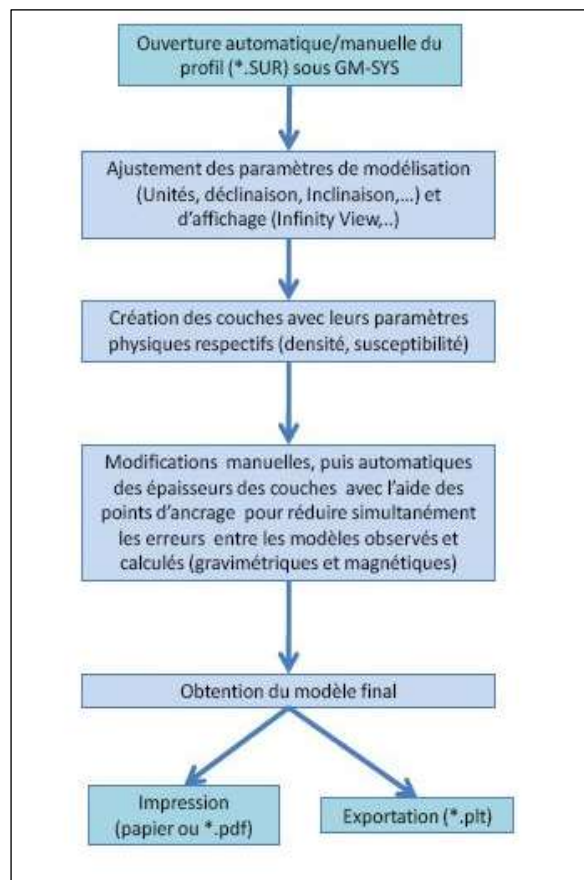 Ouverture automatique/manuelle du
profil (*.SUR) sous GM-SYS
Ajustement des paramètres de modélisation
(Unités, déclinaison, Inclinaison,...) et
d'affichage (Infinity View,..)
Création des couches avec leurs paramètres
physiques respectifs (densité, susceptibilité)
Modifications manuelles, puis automatiques
des épaisseurs des couches avec l'aide des
points d'ancrage pour réduire simultanément
les erreurs entre les modèles observés et
calculés (gravimétriques et magnétiques)
Obtention du modèle final
Impression
(papier ou *.pdf)
Exportation (*.plt)